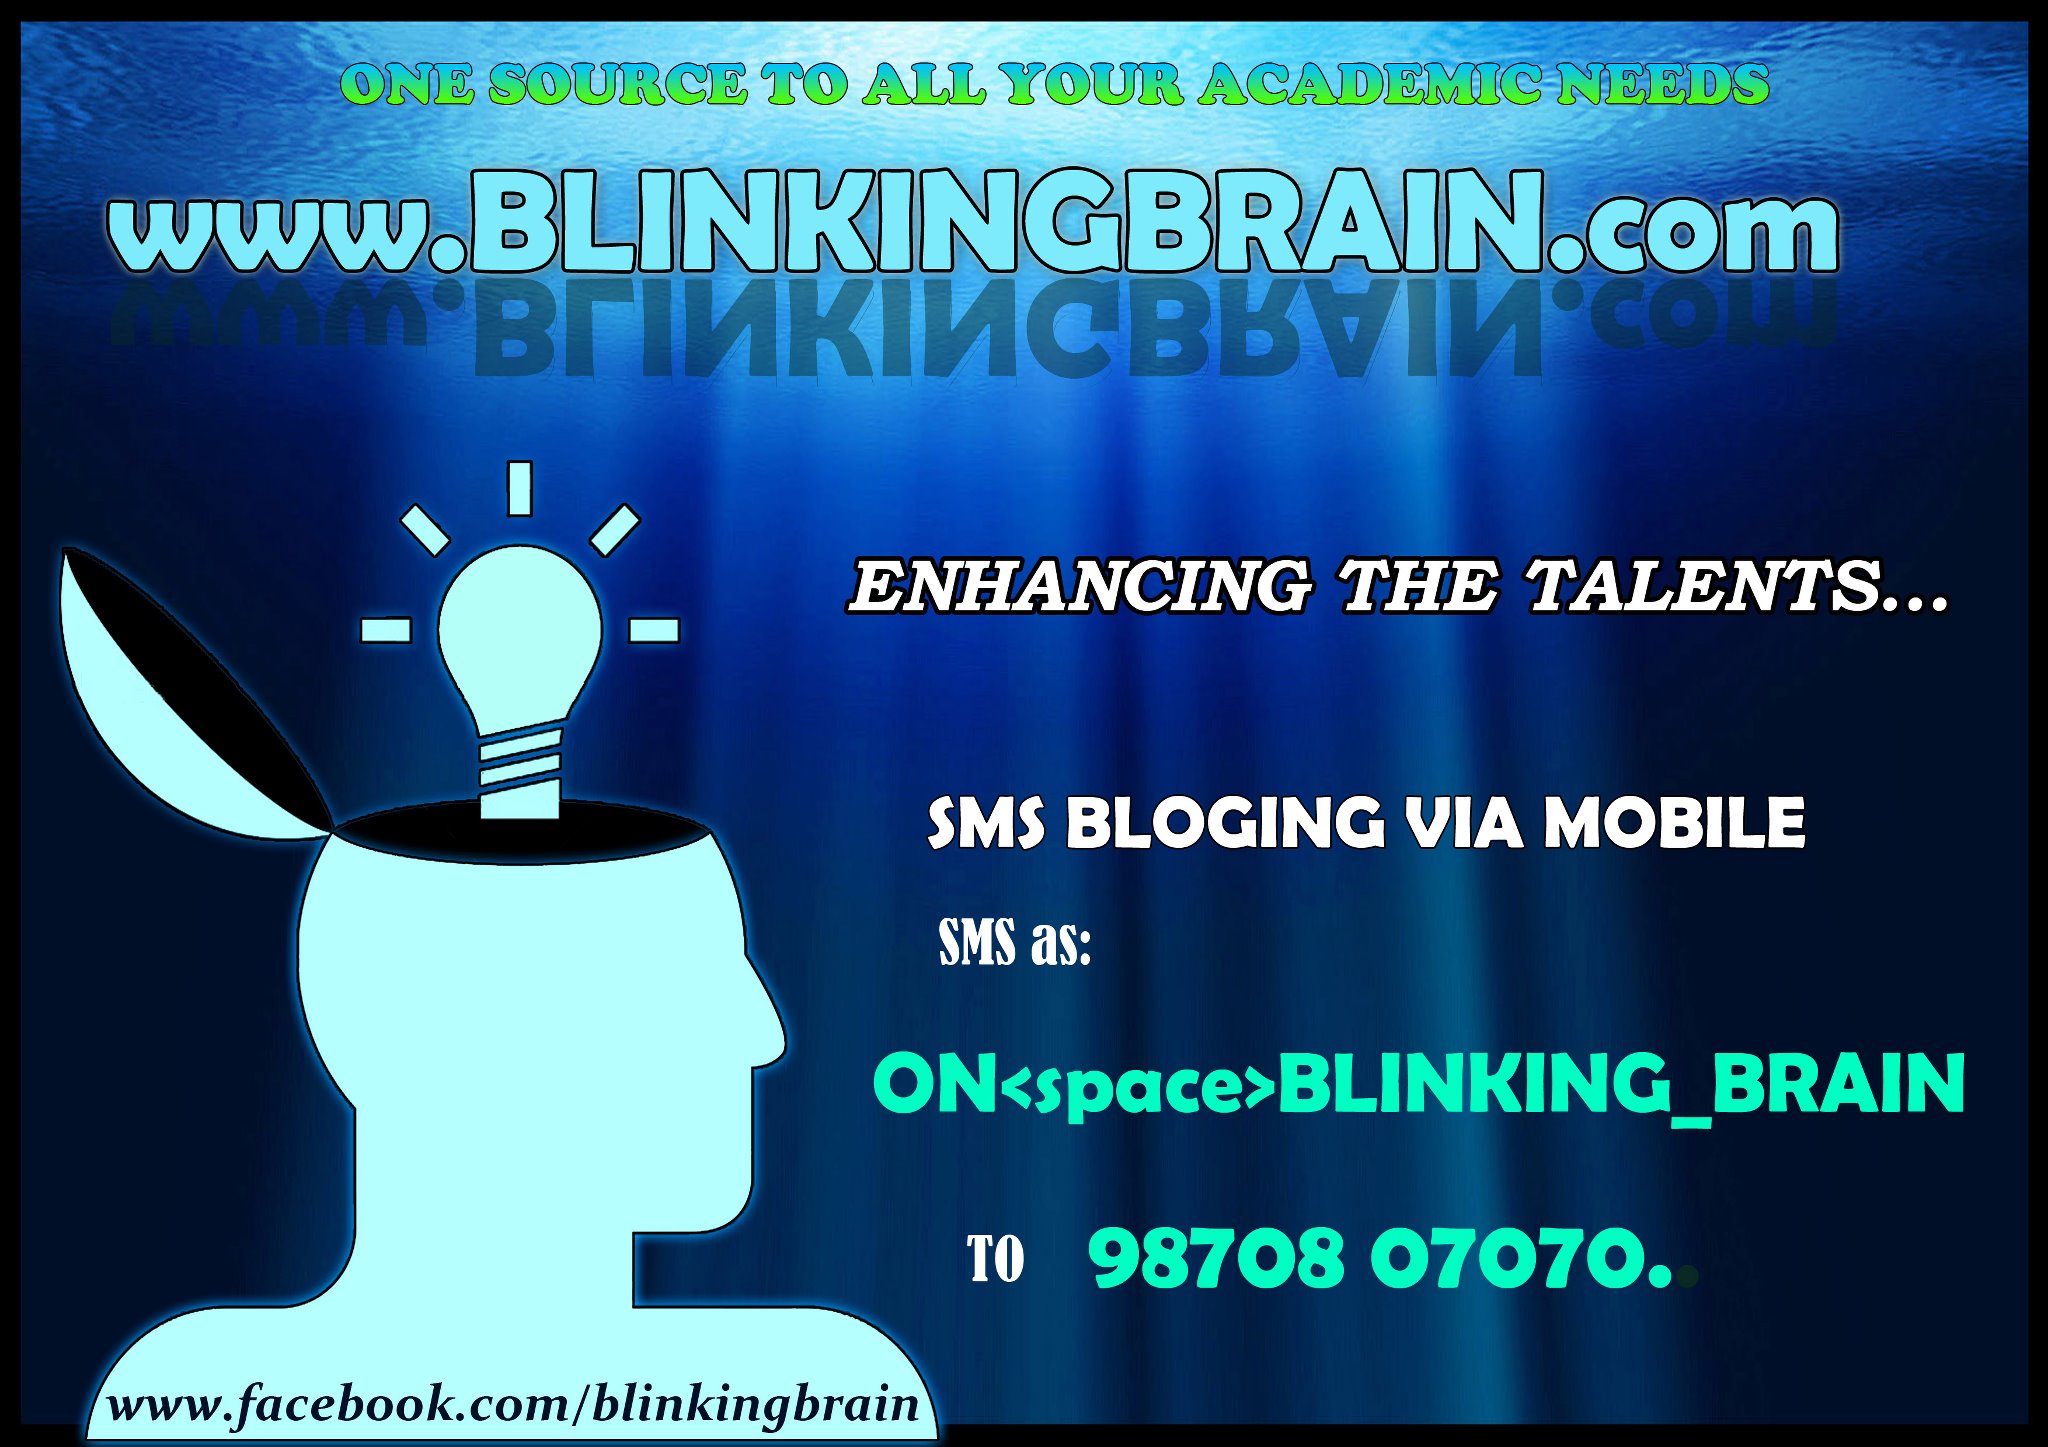 ONE SOURCE TO ALL YOUR ACADEMIC NEEDS
www.BLINKINGBRAIN.com
ENHANCING THE TALENTS...
SMS BLOGING VIA MOBILE
SMS as:
ON<space>BLINKING_BRAIN
TO 98708 07070..
www.facebook.com/blinkingbrain